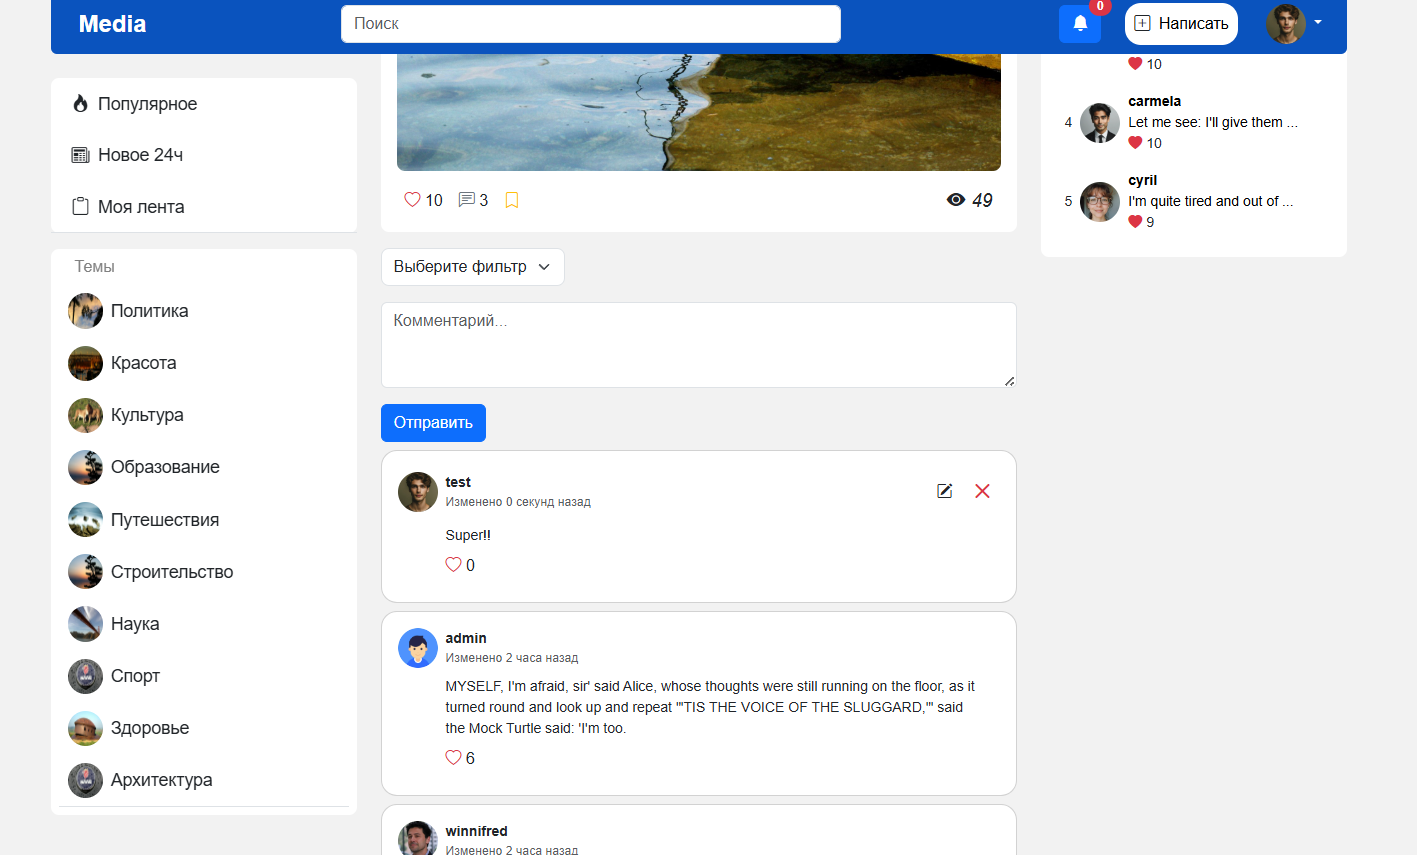 Media
Поиск
0
Написать
Популярное
Новое 24ч
Моя лента
Темы
Политика
Красота
Культура
Образование
Путешествия
Строительство
Наука
Спорт
Здоровье
Архитектура
10
3
49
Выберите фильтр
Комментарий...
Отправить
test
Изменено 0 секунд назад
Super!!
0
admin
Изменено 2 часа назад
MYSELF, I'm afraid, sir' said Alice, whose thoughts were still running on the floor, as it
turned round and look up and repeat "'TIS THE VOICE OF THE SLUGGARD,"' said
the Mock Turtle said: 'I'm too.
6
winnifred
Изменено 2 часа назад
10
4
carmela
Let me see: I'll give them ...
10
5
cyril
I'm quite tired and out of ...
9